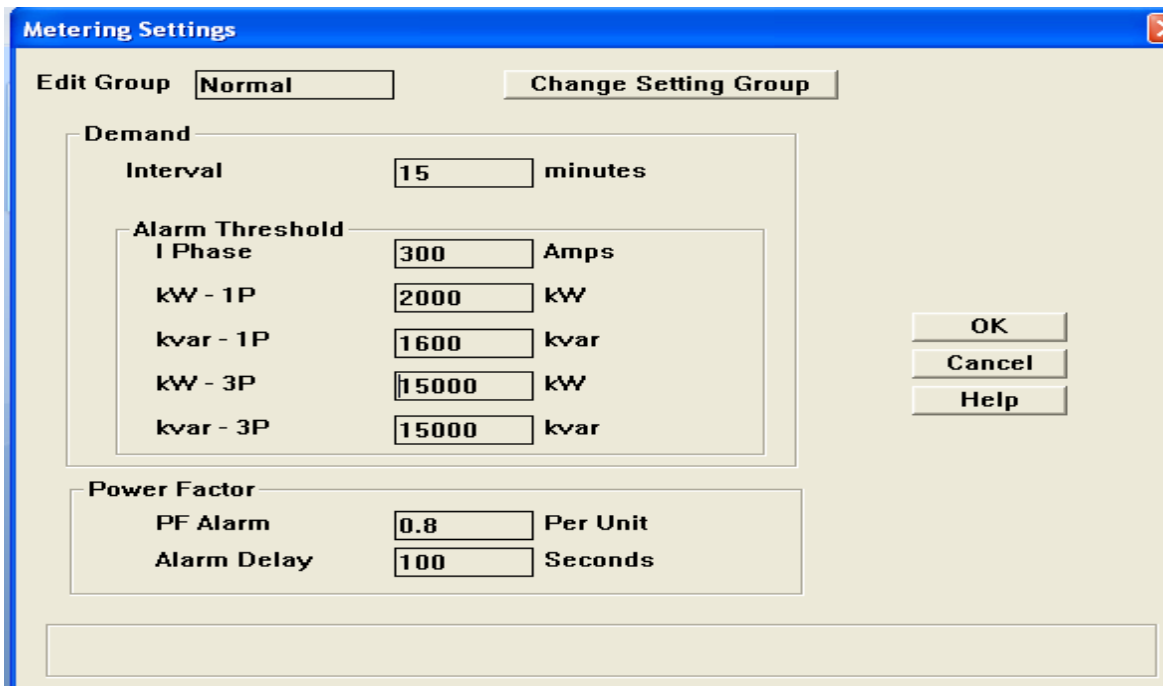 Metering Settings
Edit Group Normal Change Setting Group
Demand
Interval 15 minutes
Alarm Threshold
I Phase 300 Amps
kW - 1P 2000 kW
kvar - 1P 1600 kvar
OK
kW - 3P 15000 kW
Cancel
kvar - 3P 15000 kvar
Help
Power Factor
PF Alarm 0.8 Per Unit
Alarm Delay 100 Seconds